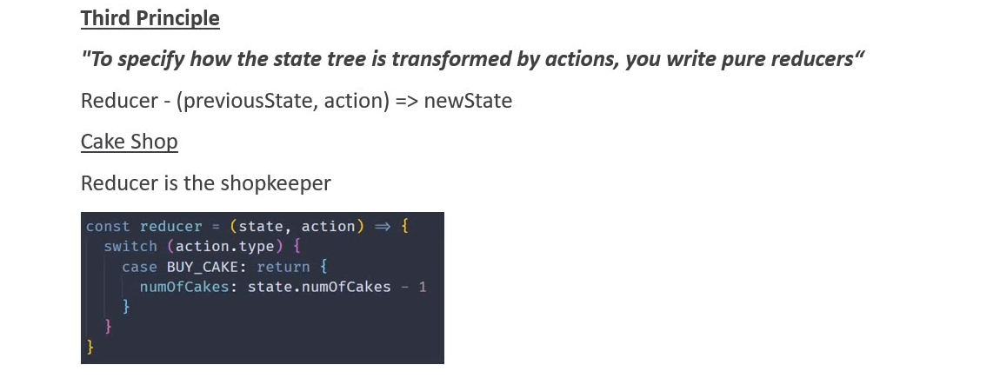 Third Principle
"To specify how the state tree is transformed by actions, you write pure reducers“
Reducer - (previousState, action) => newState
Cake Shop
Reducer is the shopkeeper
const reducer = (state, action) ⇒ {
switch (action.type) {
case BUY_CAKE: return {
numOfCakes: state.numOfCakes - 1
}
}
}